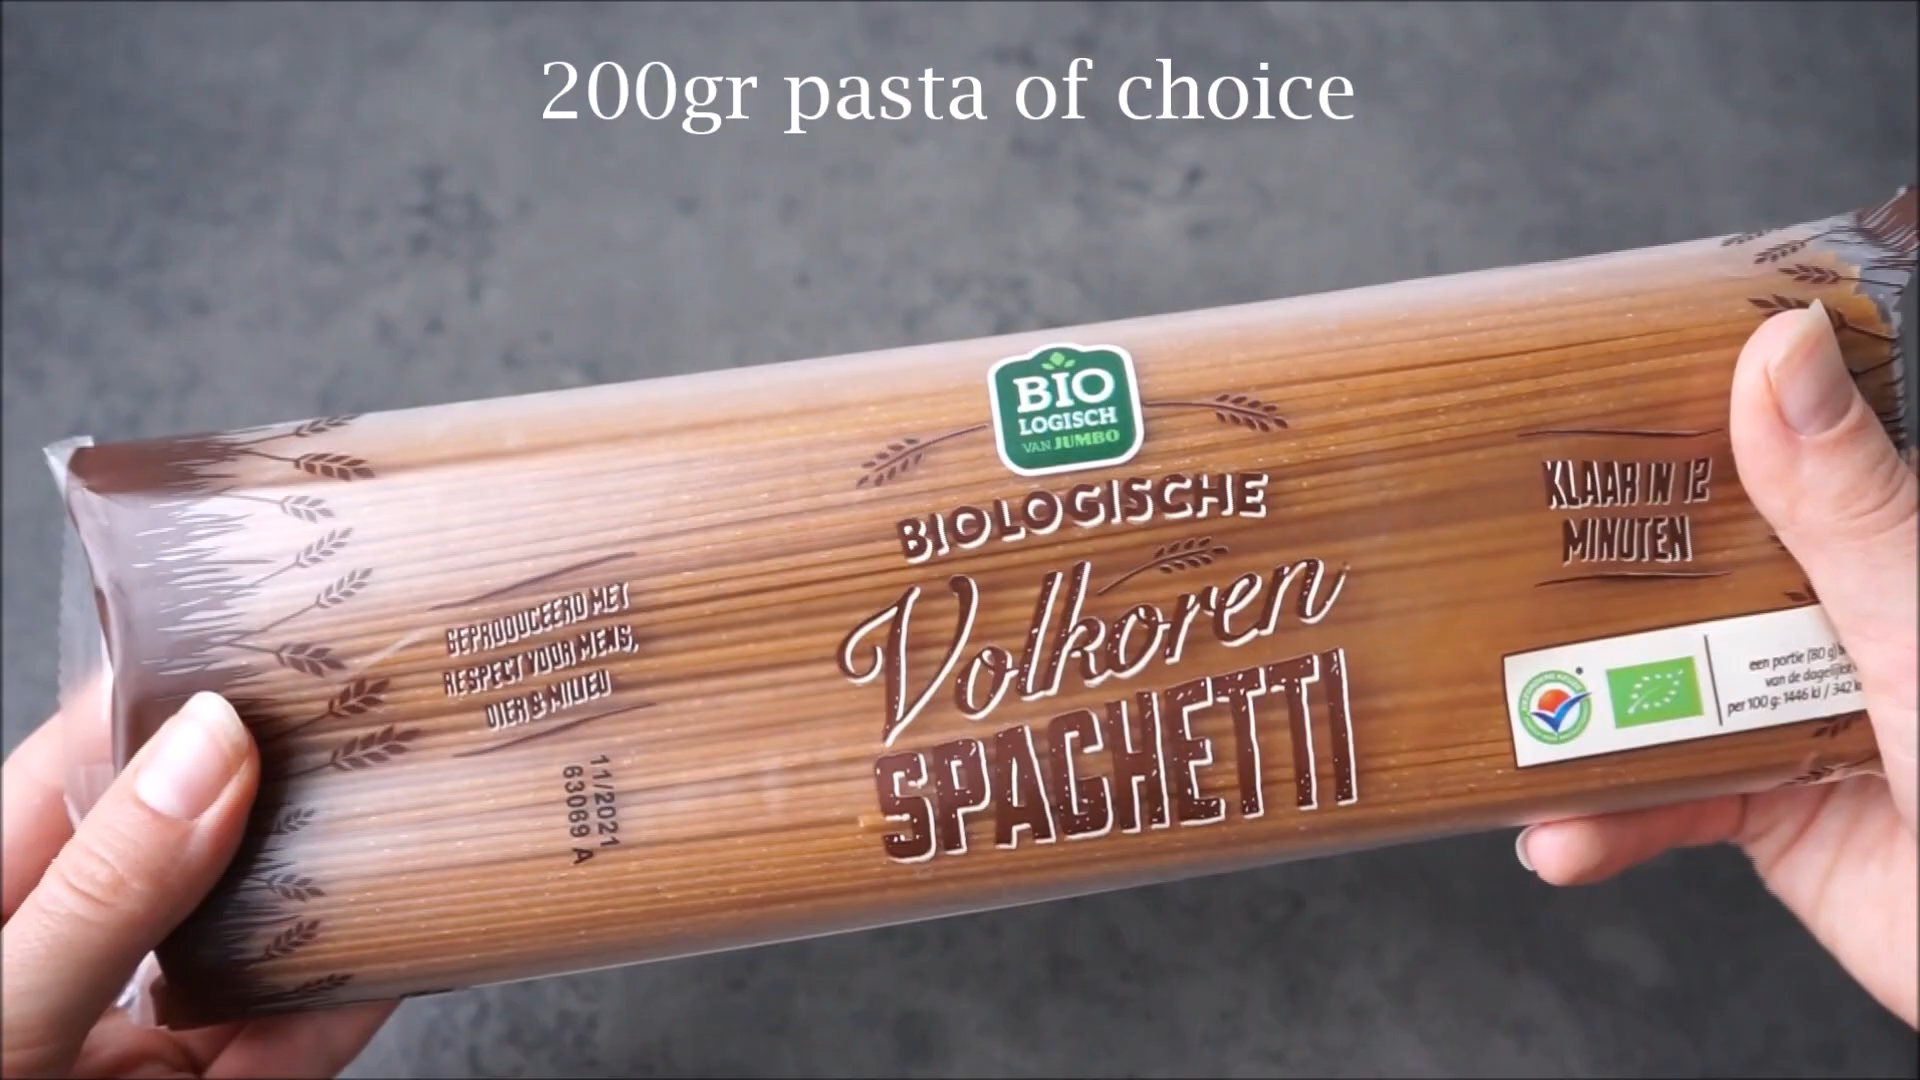 200gr pasta of choice
BIO
LOGISCH
VAN JUMBO
BIOLOGISCHE
Volkoren
SPAGHETTI
KLAAR IN 12
MINUTEN
GEPRODUCEERD MET
RESPECT VOOR MENS,
DIER & MILIEU
11/2021
63069 A
een portie (80 g)
van de dagelijkse
per 100 g: 1446 kJ / 342